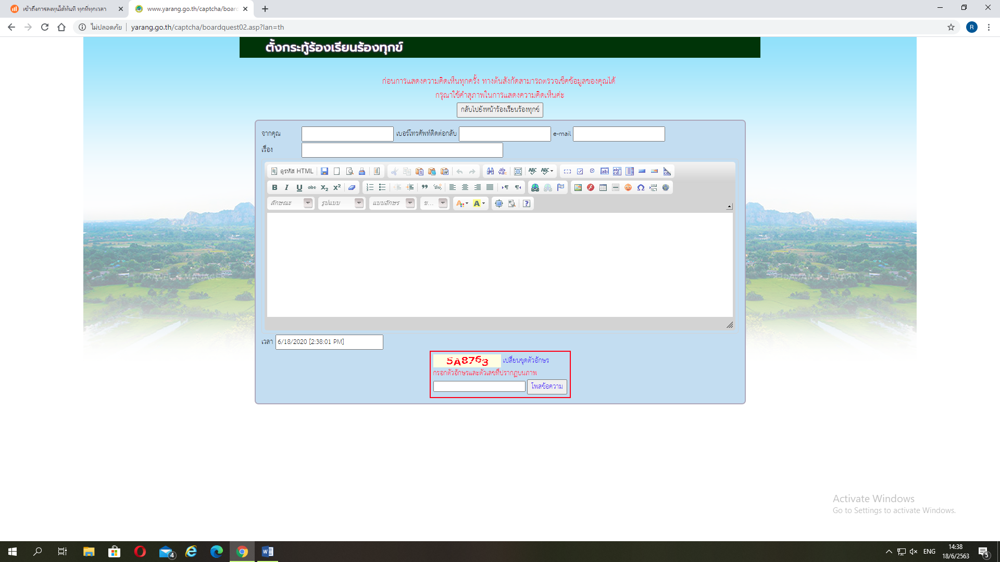 เข้าถึงการลงทุนได้ทันที ทุกที่ทุกเวลา
www.yarang.go.th/captcha/board
ไม่ปลอดภัย
yarang.go.th/captcha/boardquest02.asp?lan=th
R
ตั้งกระทู้ร้องเรียนร้องทุกข์
ก่อนการแสดงความคิดเห็นทุกครั้ง ทางต้นสังกัดสามารถตรวจเช็คข้อมูลของคุณได้
กรุณาใช้คำสุภาพในการแสดงความคิดเห็นค่ะ
กลับไปยังหน้าร้องเรียนร้องทุกข์
จากคุณ เบอร์โทรศัพท์ติดต่อกลับ e-mail
เรื่อง
ดูรหัส HTML
ลักษณะ รูปแบบ แบบอักษร ข...
เวลา 6/18/2020 [2:38:01 PM]
5A8763 เปลี่ยนชุดตัวอักษร
กรอกตัวอักษรและตัวเลขที่ปรากฏบนภาพ
โพสข้อความ
Activate Windows
Go to Settings to activate Windows.
4
ENG
14:38
18/6/2563
5